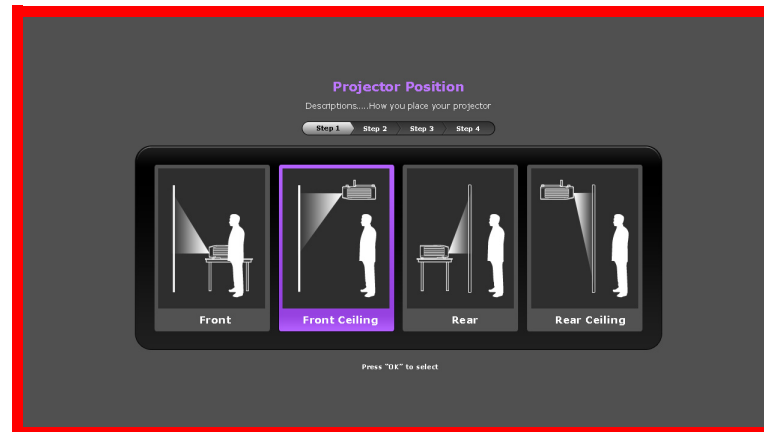 Projector Position
Descriptions.....How you place your projector
Step 1 Step 2 Step 3 Step 4
Front Front Ceiling Rear Rear Ceiling
Press "OK" to select